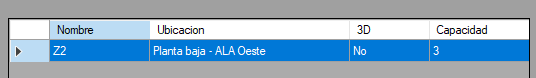 Nombre Ubicacion 3D Capacidad
Z2 Planta baja - ALA Oeste No 3